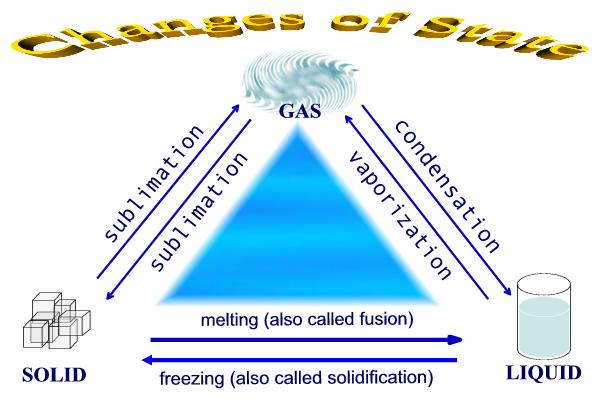 Changes of State
GAS
sublimation
sublimation
condensation
vaporization
melting (also called fusion)
freezing (also called solidification)
SOLID
LIQUID